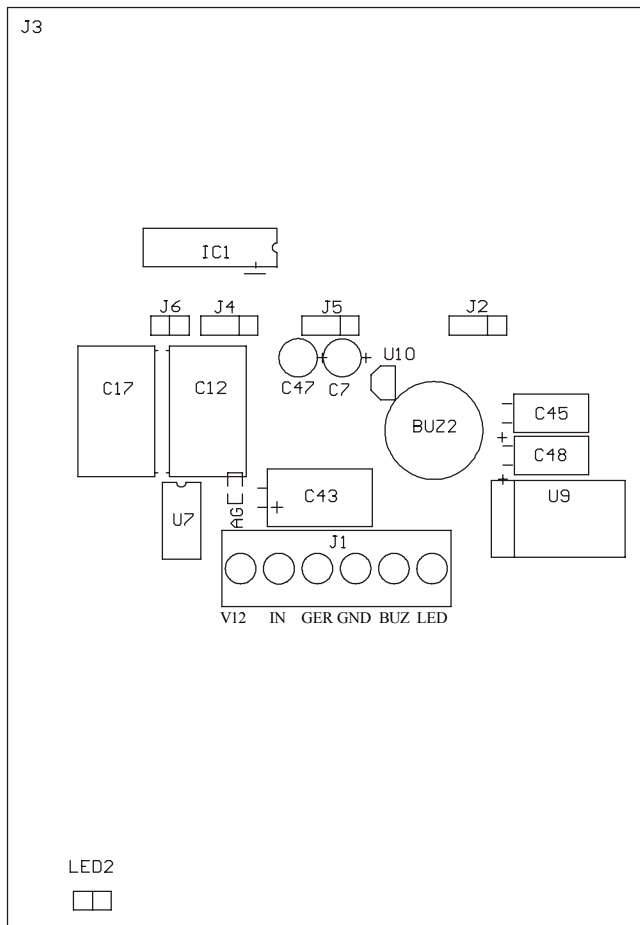 J3
IC1
J6 J4 J5 J2
U10
C17 C12 C47 C7
BUZ2 C45
C48
C43 U9
U7 AG
J1
V12 IN GER GND BUZ LED
LED2